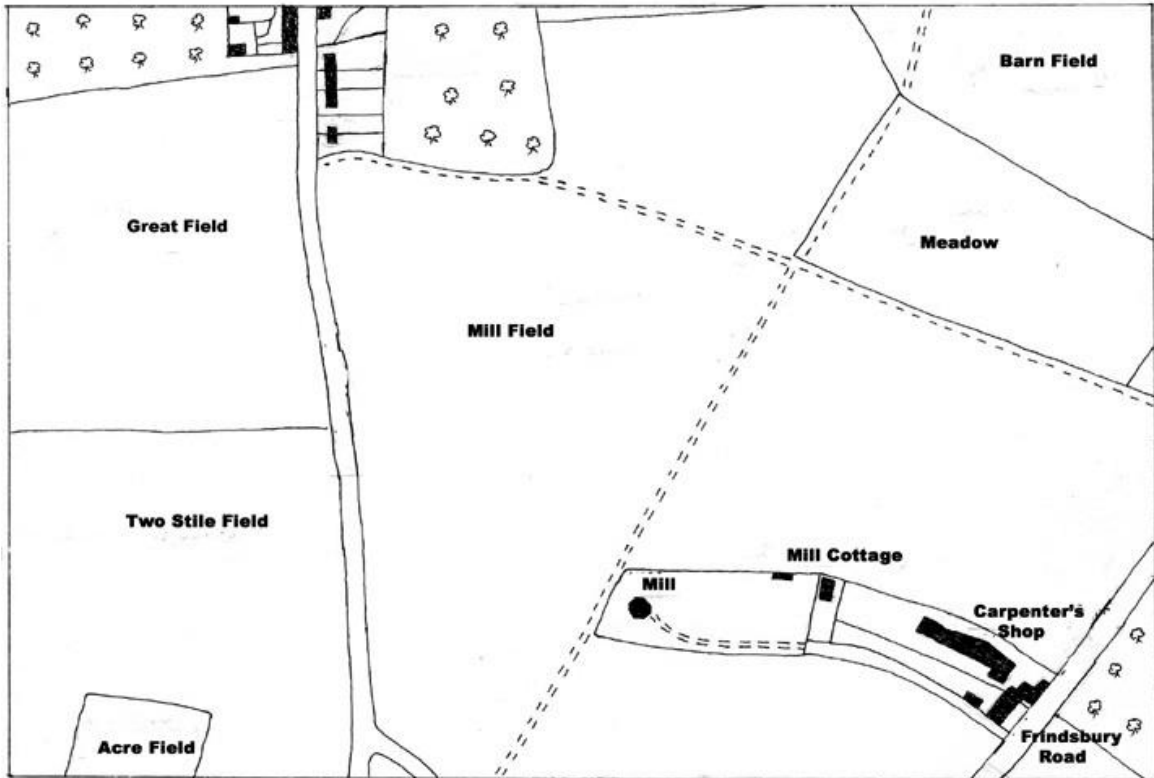 Barn Field
Great Field
Meadow
Mill Field
Two Stile Field
Mill Cottage
Mill
Carpenter's
Shop
Acre Field
Frindsbury
Road